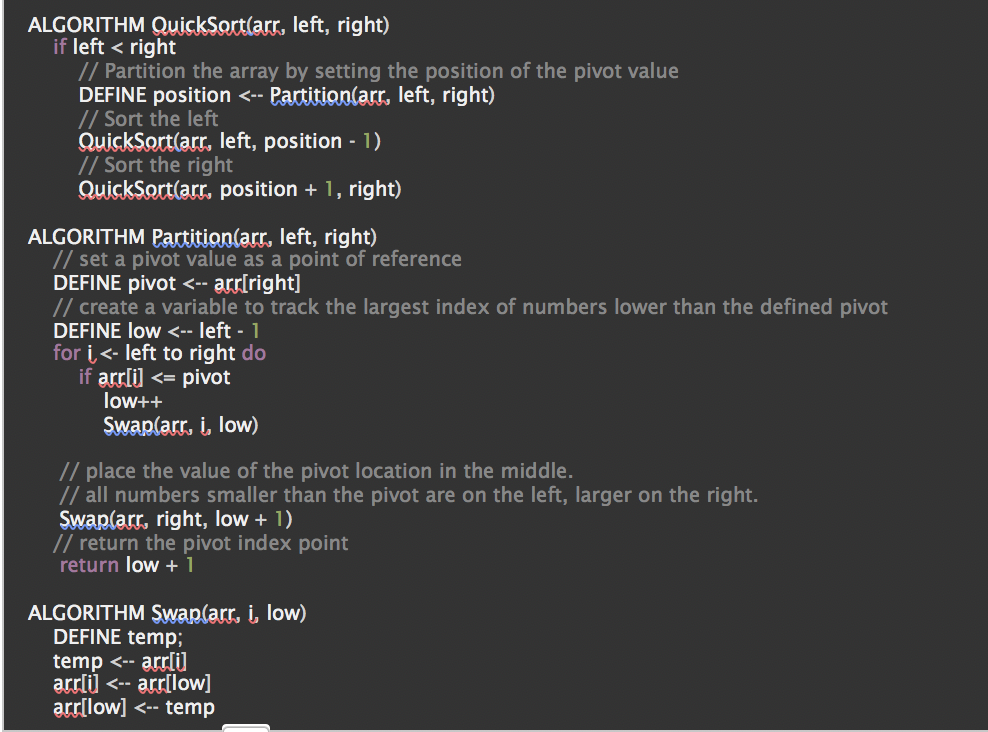 ALGORITHM QuickSort(arr, left, right)
if left < right
// Partition the array by setting the position of the pivot value
DEFINE position <-- Partition(arr, left, right)
// Sort the left
QuickSort(arr, left, position - 1)
// Sort the right
QuickSort(arr, position + 1, right)
ALGORITHM Partition(arr, left, right)
// set a pivot value as a point of reference
DEFINE pivot <-- arr[right]
// create a variable to track the largest index of numbers lower than the defined pivot
DEFINE low <-- left - 1
for i <- left to right do
if arr[i] <= pivot
low++
Swap(arr, i, low)
// place the value of the pivot location in the middle.
// all numbers smaller than the pivot are on the left, larger on the right.
Swap(arr, right, low + 1)
// return the pivot index point
return low + 1
ALGORITHM Swap(arr, i, low)
DEFINE temp;
temp <-- arr[i]
arr[i] <-- arr[low]
arr[low] <-- temp